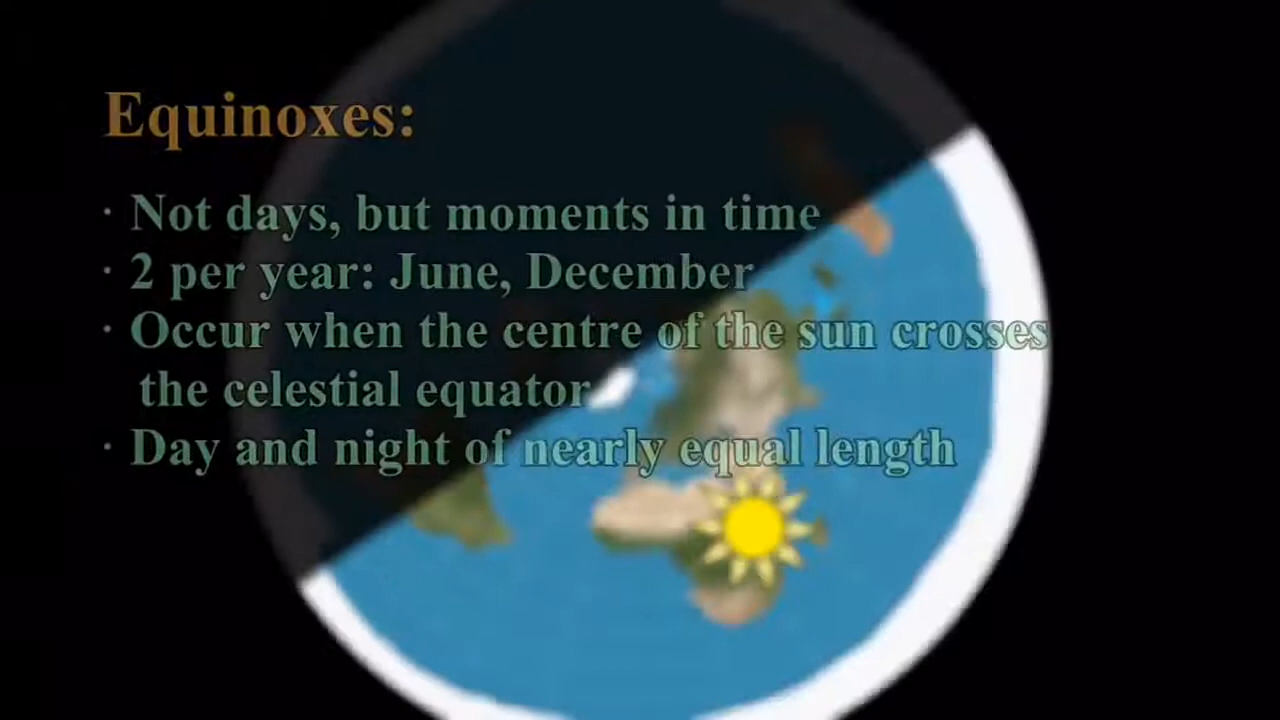 Equinoxes:
· Not days, but moments in time
· 2 per year: June, December
· Occur when the centre of the sun crosses
the celestial equator
· Day and night of nearly equal length